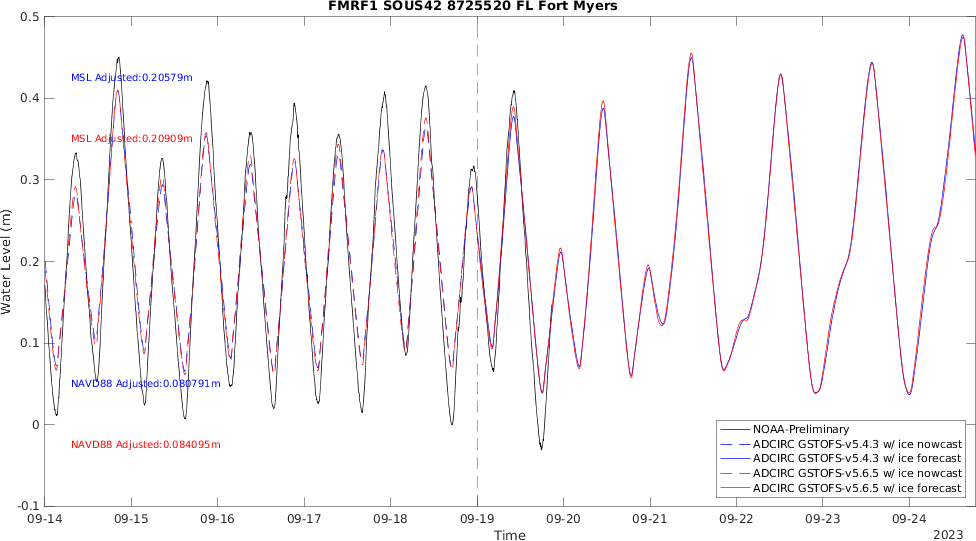 FMRF1 SOUS42 8725520 FL Fort Myers
0.5
0.4
0.3
0.2
0.1
0
-0.1
Water Level (m)
MSL Adjusted:0.20579m
MSL Adjusted:0.20909m
NAVD88 Adjusted:0.080791m
NAVD88 Adjusted:0.084095m
NOAA-Preliminary
ADCIRC GSTOFS-v5.4.3 w/ ice nowcast
ADCIRC GSTOFS-v5.4.3 w/ ice forecast
ADCIRC GSTOFS-v5.6.5 w/ ice nowcast
ADCIRC GSTOFS-v5.6.5 w/ ice forecast
09-14 09-15 09-16 09-17 09-18 09-19 09-20 09-21 09-22 09-23 09-24
Time
2023